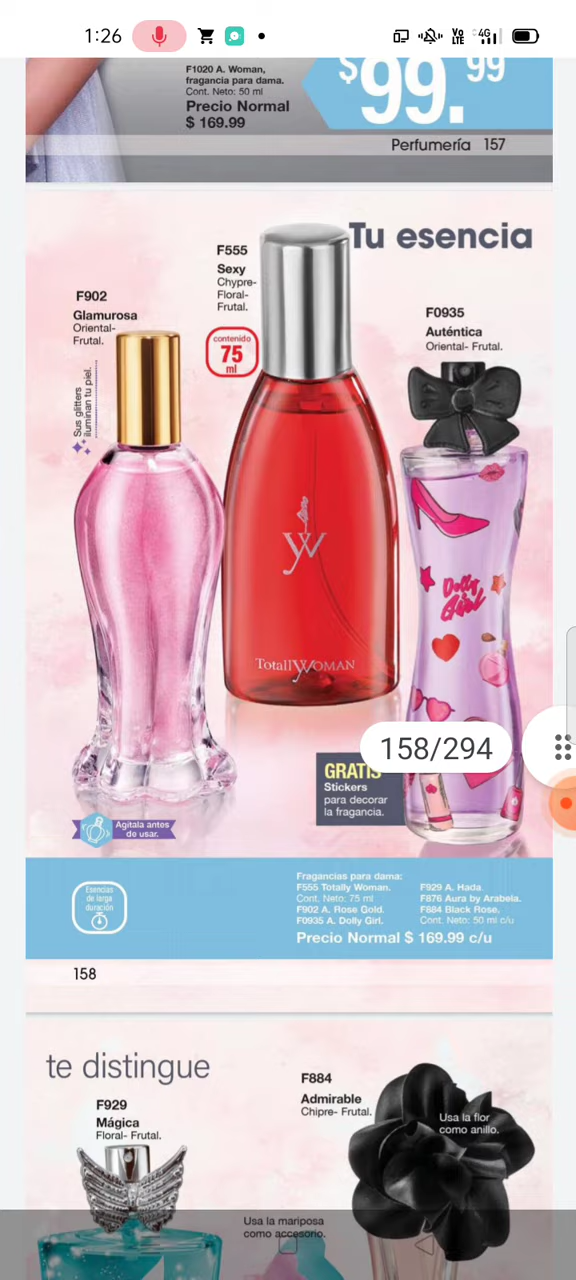 1:26
Vo
LTE
4G
F1020 A. Woman,
fragancia para dama.
Cont. Neto: 50 ml
Precio Normal
$ 169.99
$99.99
Perfumería 157
Tu esencia
F555
Sexy
Chypre-
Floral-
Frutal.
F902
Glamurosa
Oriental-
Frutal.
F0935
Auténtica
Oriental- Frutal.
contenido
75
ml
Sus glitters
iluminan tu piel.
yw
TotallYWOMAN
Dolly
Girl
158/294
GRATIS
Stickers
para decorar
la fragancia.
Agítala antes
de usar.
Esencias
de larga
duración
Fragancias para dama:
F555 Totally Woman.
Cont. Neto: 75 ml
F902 A. Rose Gold.
F0935 A. Dolly Girl.
F929 A. Hada
F876 Aura by Arabela.
F884 Black Rose.
Cont. Neto: 50 ml c/u
Precio Normal $ 169.99 c/u
158
te distingue
F929
Mágica
Floral- Frutal.
F884
Admirable
Chipre- Frutal.
Usa la flor
como anillo.
Usa la mariposa
como accesorio.